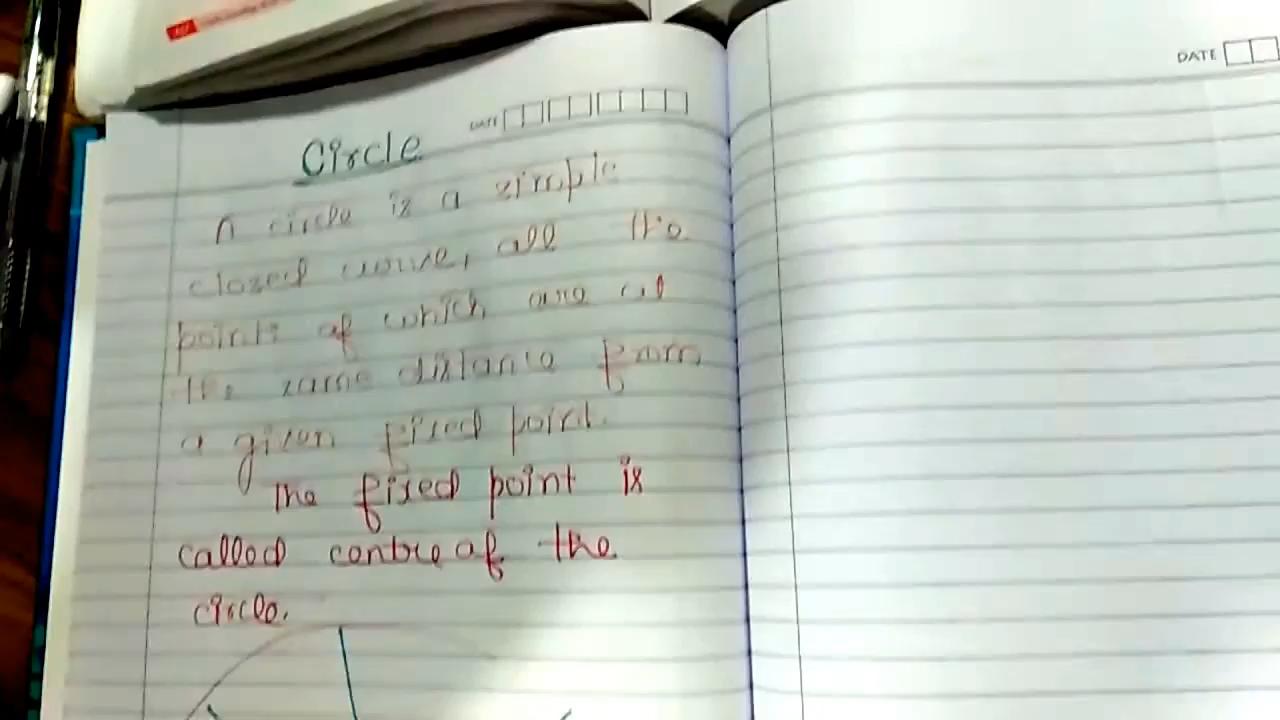 DATE
DATE
Circle
A circle is a simple
closed curve, all the
points of which are at
the same distance from
a given fixed point.
The fixed point is
called centre of the
circle.